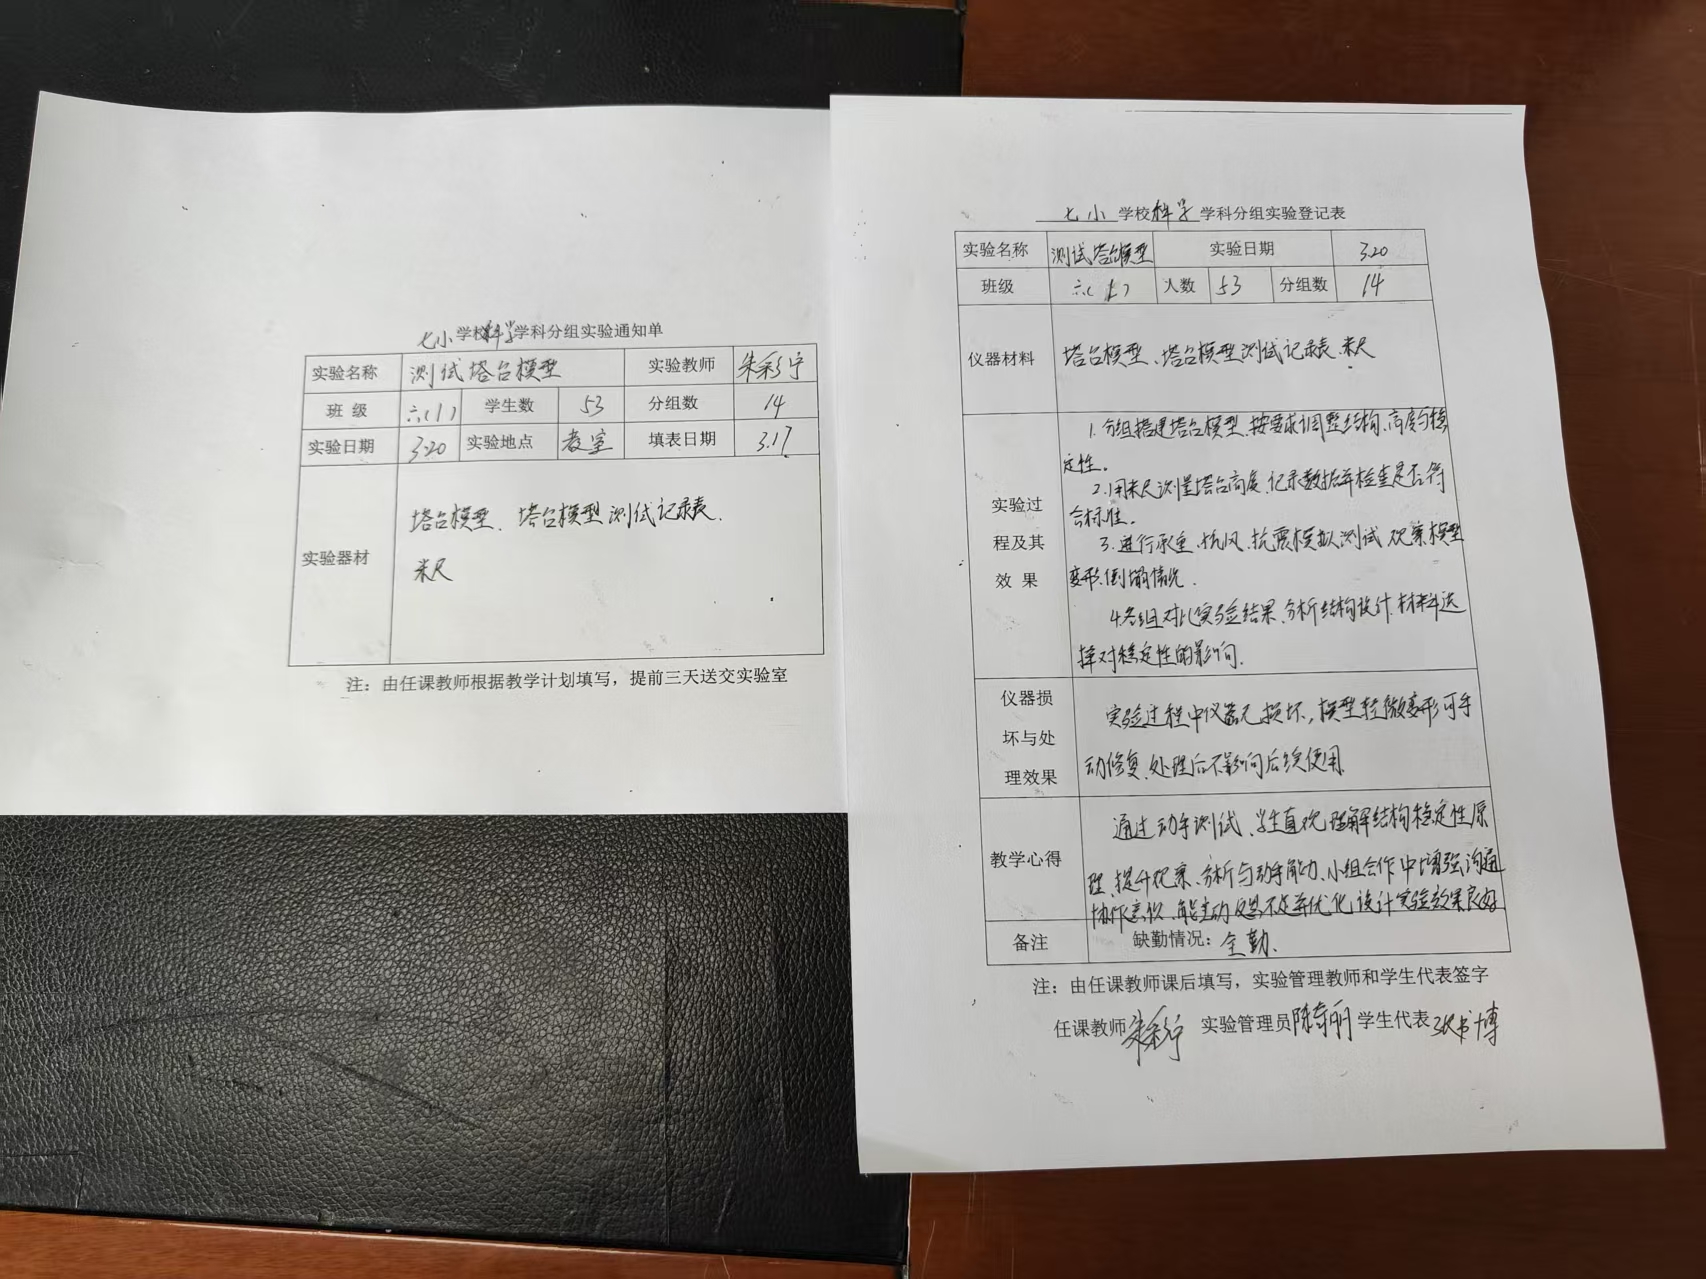 七小学校科学学科分组实验通知单
实验名称 测试塔台模型 实验教师 朱彩宁
班 级 六(1) 学生数 53 分组数 14
实验日期 3.20 实验地点 教室 填表日期 3.17
实验器材 塔台模型、塔台模型测试记录表、
米尺
注：由任课教师根据教学计划填写，提前三天送交实验室
七小 学校 科学 学科分组实验登记表
实验名称 测试塔台模型 实验日期 3.20
班级 六(1) 人数 53 分组数 14
仪器材料 塔台模型、塔台模型测试记录表、米尺
实验过
程及其
效 果
1.分组搭建塔台模型、按要求调整结构、高度与稳
定性。
2.用米尺测量塔台高度、记录数据并检查是否符
合标准。
3.进行承重、抗风、抗震模拟测试、观察模型
变形、倒塌情况.
4.各组对比实验结果、分析结构设计、材料选
择对稳定性的影响.
仪器损
坏与处
理效果
实验过程中仪器无损坏，模型轻微变形可手
动修复、处理后不影响后续使用.
教学心得
通过动手测试、学生直观理解结构稳定性原
理、提升观察、分析与动手能力、小组合作中增强沟通
协作意识、能主动反思不足并优化设计实验效果良好
备注 缺勤情况：全勤.
注：由任课教师课后填写，实验管理教师和学生代表签字
任课教师 朱彩宁 实验管理员 陈 丽 学生代表 张书博